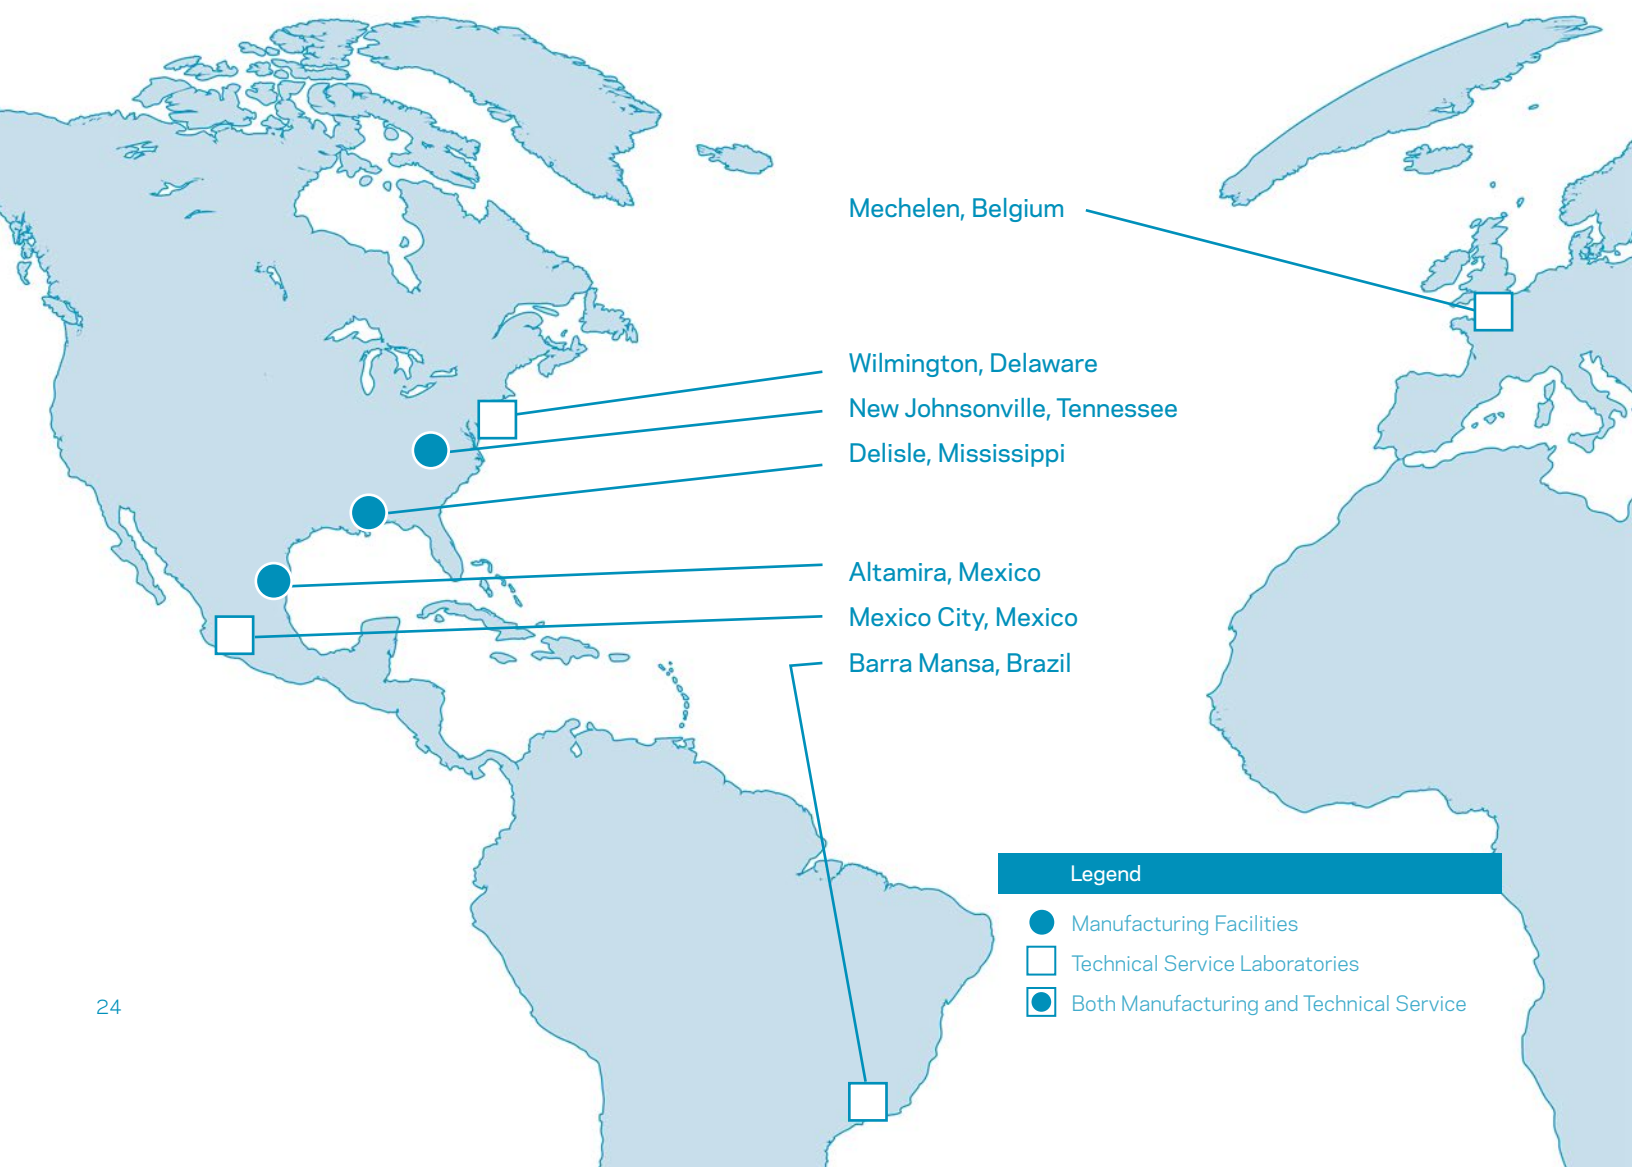 Mechelen, Belgium
Wilmington, Delaware
New Johnsonville, Tennessee
Delisle, Mississippi
Altamira, Mexico
Mexico City, Mexico
Barra Mansa, Brazil
Legend
Manufacturing Facilities
Technical Service Laboratories
Both Manufacturing and Technical Service
24